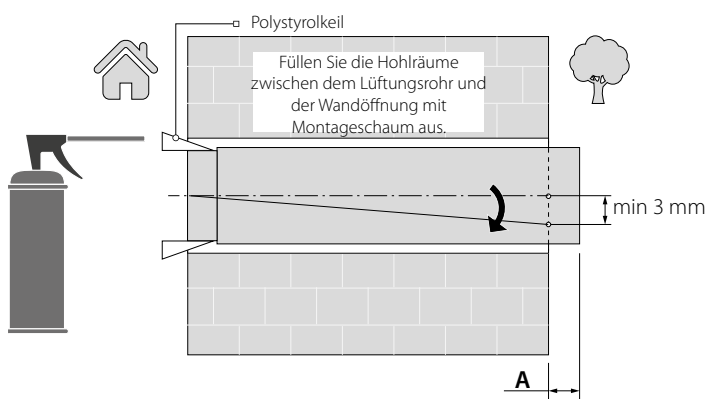 Polystyrolkeil
Füllen Sie die Hohlräume
zwischen dem Lüftungsrohr und
der Wandöffnung mit
Montageschaum aus.
min 3 mm
A